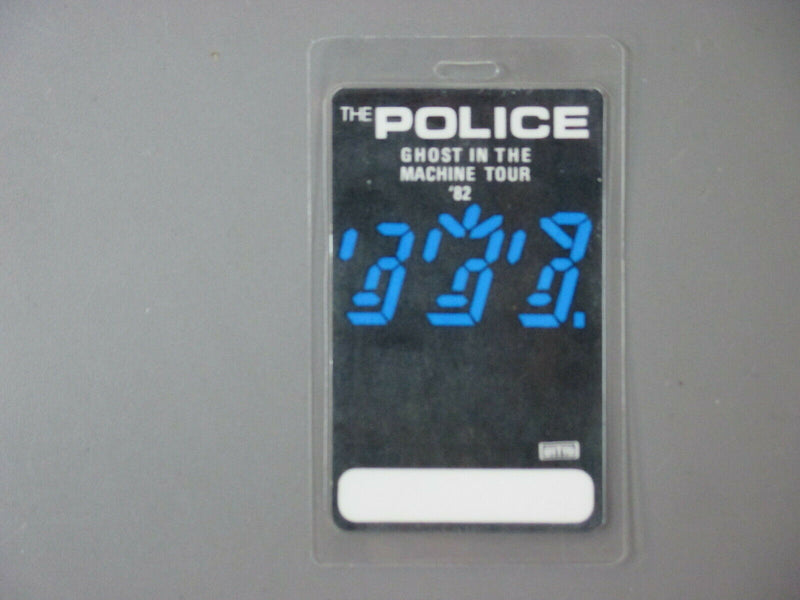 THE POLICE
GHOST IN THE
MACHINE TOUR
'82